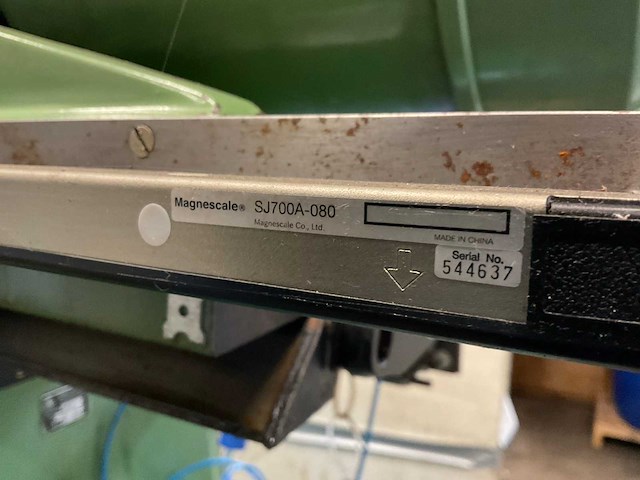 Magnescale® SJ700A-080
Magnescale Co., Ltd.
MADE IN CHINA
Serial No.
544637